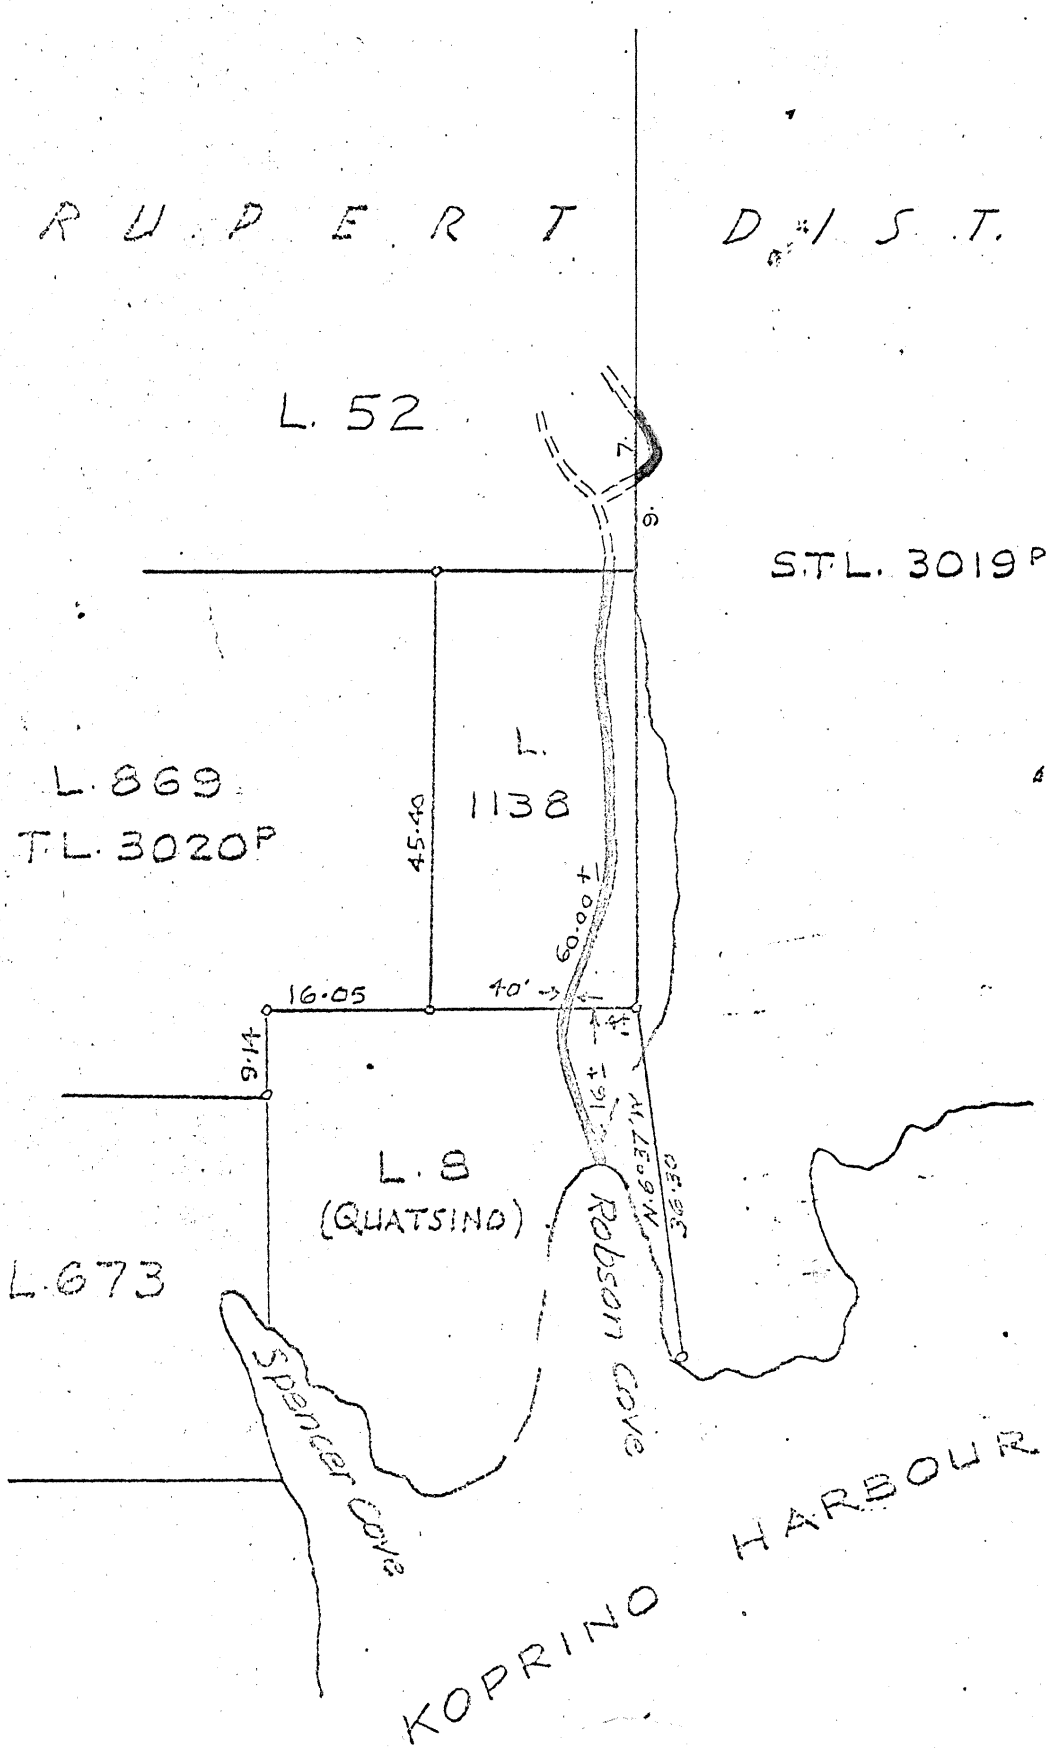 RUPERT DIST.
L. 52
7.
9.
S.T.L. 3019ᴾ
L.
1138
L. 869
T.L. 3020ᴾ
45.40
60.00 ±
16.05
40'
.14
9.14
16±
N.6°37'W
36.30
L. 8
(QUATSINO)
L.673
Robson Cove
Spencer Cove
KOPRINO HARBOUR